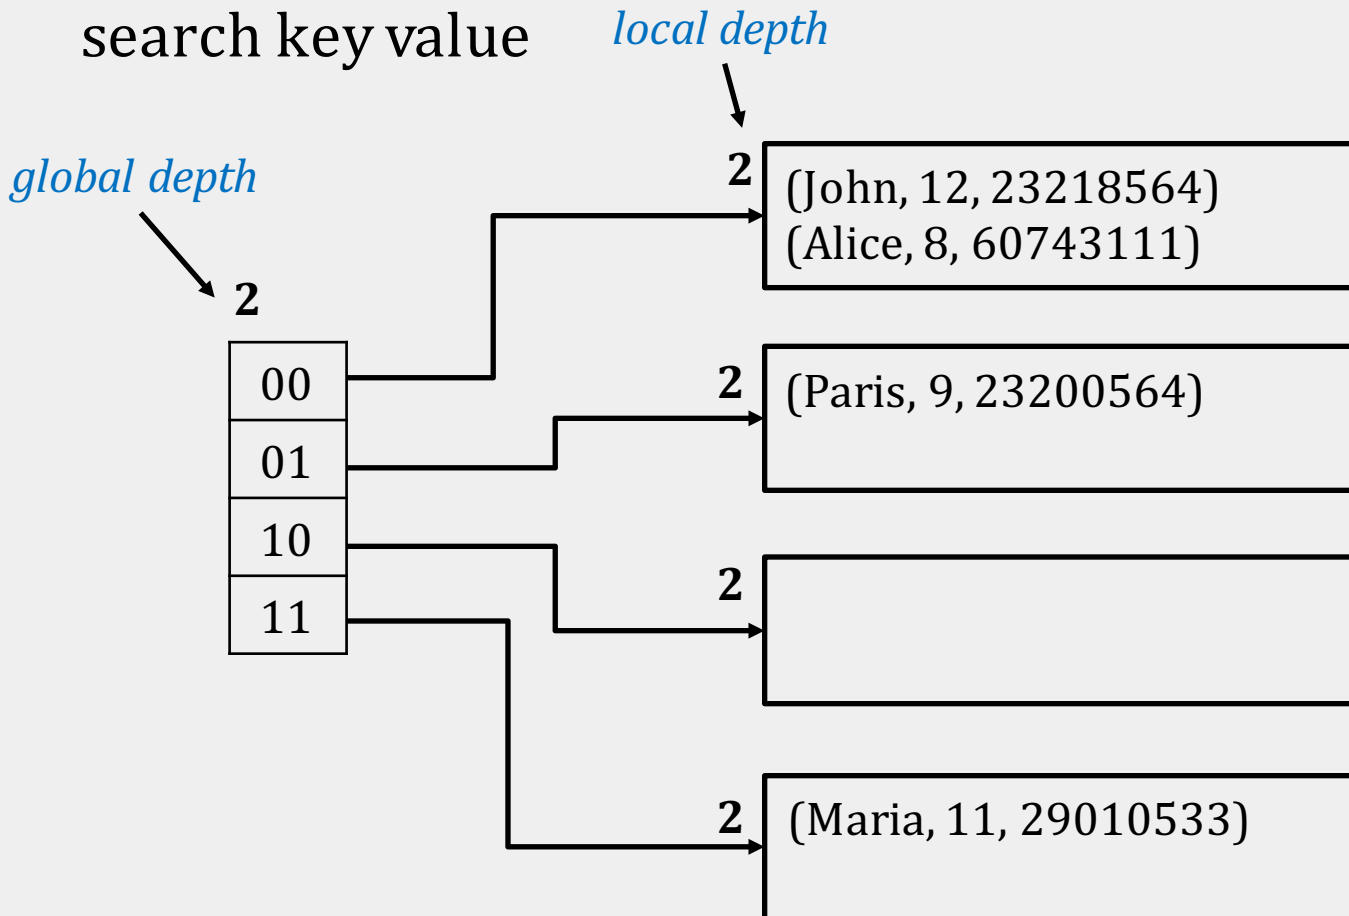 search key value
local depth
global depth
2
(John, 12, 23218564)
(Alice, 8, 60743111)
2
00
01
10
11
2
(Paris, 9, 23200564)
2
2
(Maria, 11, 29010533)